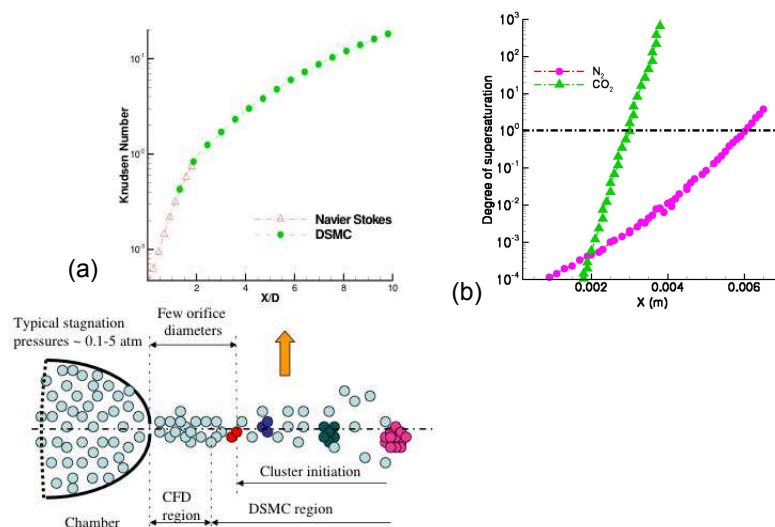 Knudsen Number
10⁻¹
10⁻²
10⁻³
Navier Stokes
DSMC
2
4
6
8
10
X/D
(a)
Degree of supersaturation
10³
10²
10¹
10⁰
10⁻¹
10⁻²
10⁻³
10⁻⁴
N₂
CO₂
0.002
0.004
0.006
X (m)
(b)
Typical stagnation
pressures ~ 0.1-5 atm
Few orifice
diameters
Cluster initiation
CFD
region
DSMC region
Chamber